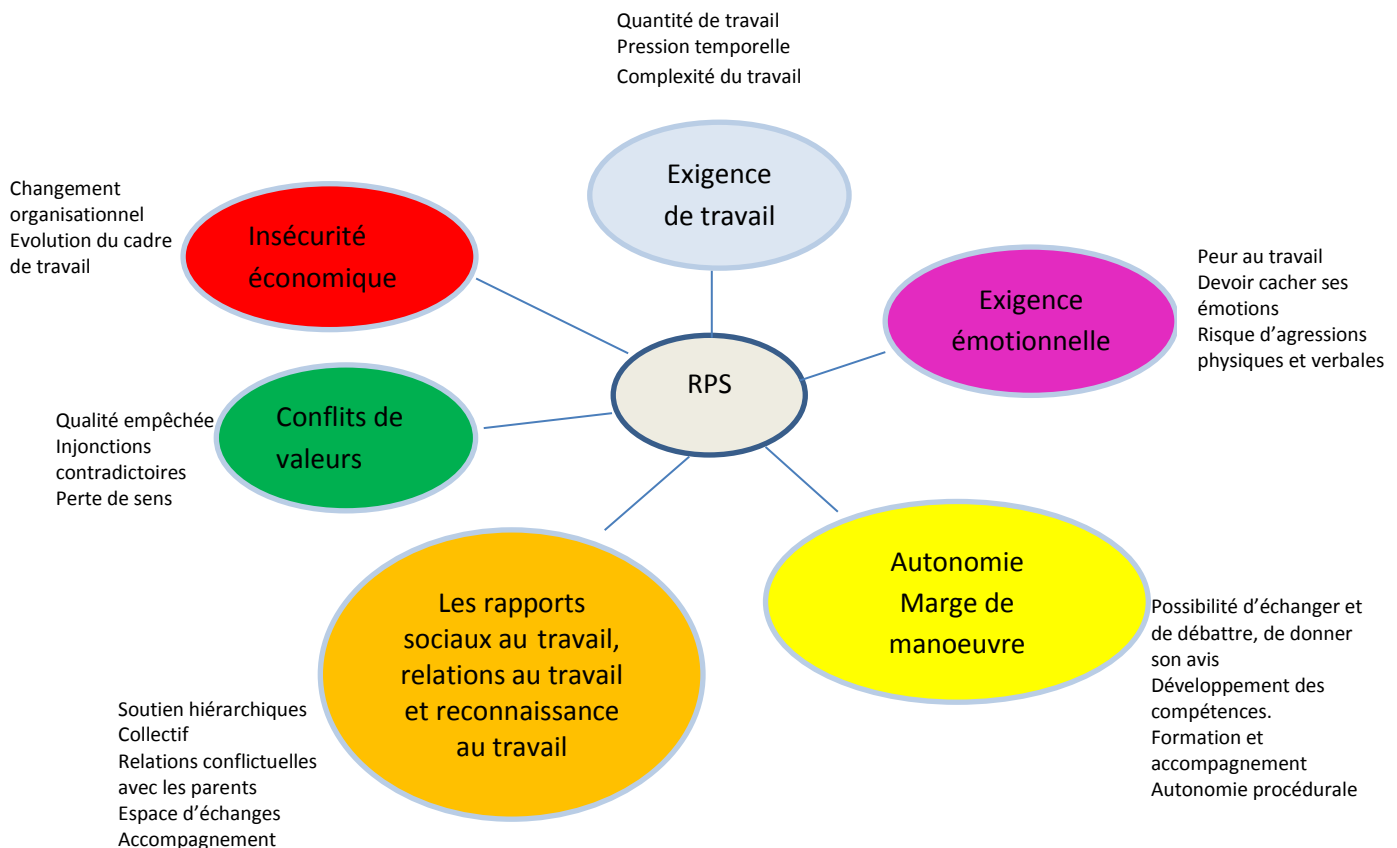 Quantité de travail
Pression temporelle
Complexité du travail
Exigence
de travail
Changement
organisationnel
Evolution du cadre
de travail
Insécurité
économique
Exigence
émotionnelle
Peur au travail
Devoir cacher ses
émotions
Risque d’agressions
physiques et verbales
RPS
Qualité empêchée
Injonctions
contradictoires
Perte de sens
Conflits de
valeurs
Autonomie
Marge de
manoeuvre
Possibilité d’échanger et
de débattre, de donner
son avis
Développement des
compétences.
Formation et
accompagnement
Autonomie procédurale
Les rapports
sociaux au travail,
relations au travail
et reconnaissance
au travail
Soutien hiérarchiques
Collectif
Relations conflictuelles
avec les parents
Espace d’échanges
Accompagnement